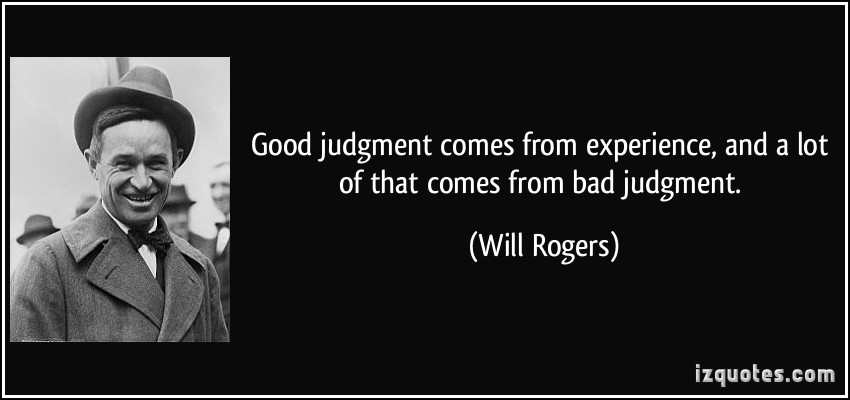 Good judgment comes from experience, and a lot
of that comes from bad judgment.
(Will Rogers)
izquotes.com